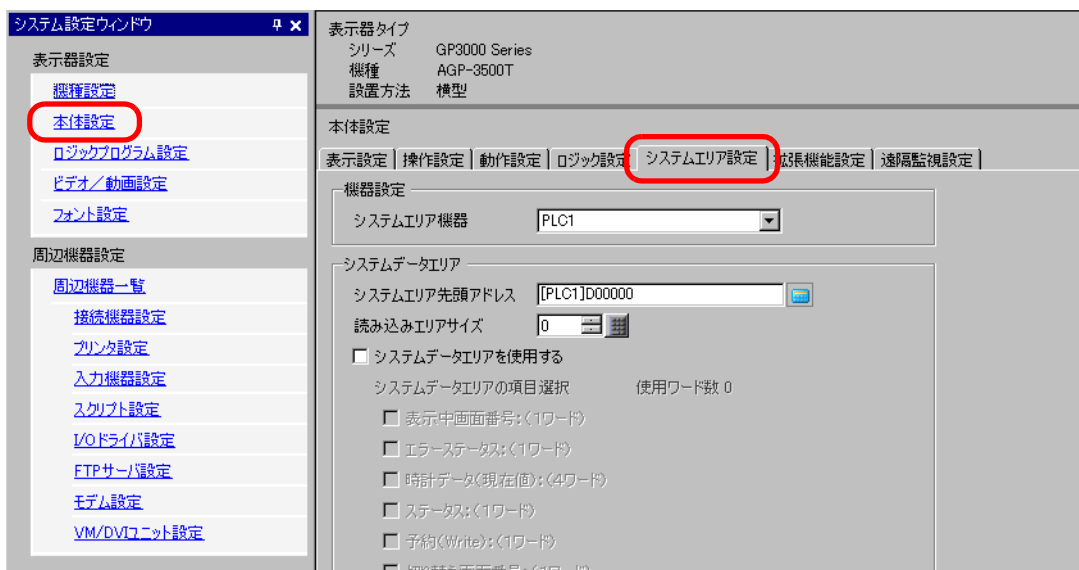 システム設定ウィンドウ
表示器設定
機種設定
本体設定
ロジックプログラム設定
ビデオ／動画設定
フォント設定
周辺機器設定
周辺機器一覧
接続機器設定
プリンタ設定
入力機器設定
スクリプト設定
I/Oドライバ設定
FTPサーバ設定
モデム設定
VM/DVIユニット設定
表示器タイプ
シリーズ GP3000 Series
機種 AGP-3500T
設置方法 横型
本体設定
表示設定 操作設定 動作設定 ロジック設定 システムエリア設定 拡張機能設定 遠隔監視設定
機器設定
システムエリア機器 PLC1
システムデータエリア
システムエリア先頭アドレス [PLC1]D00000
読み込みエリアサイズ 0
システムデータエリアを使用する
システムデータエリアの項目選択 使用ワード数 0
表示中画面番号:(1ワード)
エラーステータス:(1ワード)
時計データ(現在値):(4ワード)
ステータス:(1ワード)
予約(Write):(1ワード)